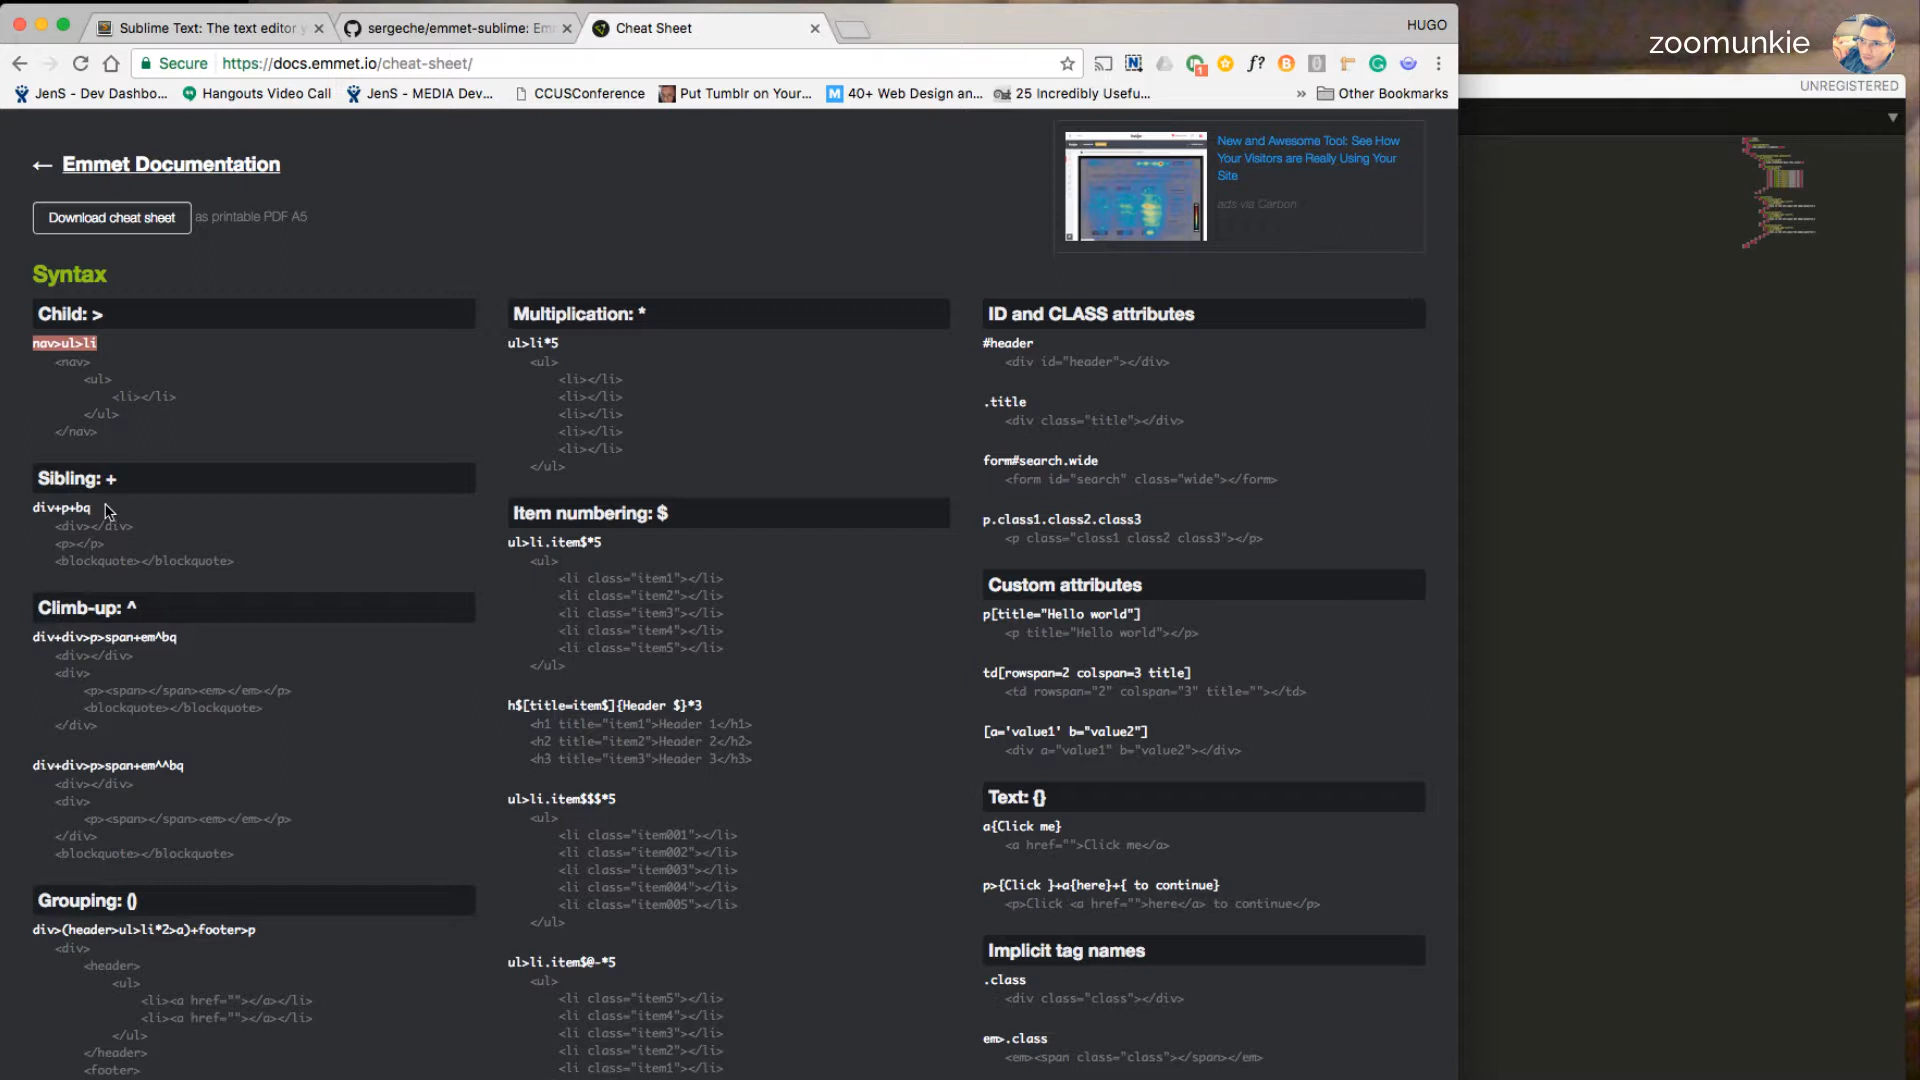 Sublime Text: The text editor y
sergeche/emmet-sublime: Em
Cheat Sheet
HUGO
zoomunkie
Secure
https://docs.emmet.io/cheat-sheet/
UNREGISTERED
JenS - Dev Dashbo...
Hangouts Video Call
JenS - MEDIA Dev...
CCUSConference
Put Tumblr on Your...
40+ Web Design an...
25 Incredibly Usefu...
»
Other Bookmarks
← Emmet Documentation
Download cheat sheet as printable PDF A5
New and Awesome Tool: See How
Your Visitors are Really Using Your
Site
ads via Carbon
Syntax
Child: >
nav>ul>li
<nav>
<ul>
<li></li>
</ul>
</nav>
Sibling: +
div+p+bq
<div></div>
<p></p>
<blockquote></blockquote>
Climb-up: ^
div+div>p>span+em^bq
<div></div>
<div>
<p><span></span><em></em></p>
<blockquote></blockquote>
</div>
div+div>p>span+em^^bq
<div></div>
<div>
<p><span></span><em></em></p>
</div>
<blockquote></blockquote>
Grouping: ()
div>(header>ul>li*2>a)+footer>p
<div>
<header>
<ul>
<li><a href=""></a></li>
<li><a href=""></a></li>
</ul>
</header>
<footer>
Multiplication: *
ul>li*5
<ul>
<li></li>
<li></li>
<li></li>
<li></li>
<li></li>
</ul>
Item numbering: $
ul>li.item$*5
<ul>
<li class="item1"></li>
<li class="item2"></li>
<li class="item3"></li>
<li class="item4"></li>
<li class="item5"></li>
</ul>
h$[title=item$]{Header $}*3
<h1 title="item1">Header 1</h1>
<h2 title="item2">Header 2</h2>
<h3 title="item3">Header 3</h3>
ul>li.item$$$*5
<ul>
<li class="item001"></li>
<li class="item002"></li>
<li class="item003"></li>
<li class="item004"></li>
<li class="item005"></li>
</ul>
ul>li.item$@-*5
<ul>
<li class="item5"></li>
<li class="item4"></li>
<li class="item3"></li>
<li class="item2"></li>
<li class="item1"></li>
ID and CLASS attributes
#header
<div id="header"></div>
.title
<div class="title"></div>
form#search.wide
<form id="search" class="wide"></form>
p.class1.class2.class3
<p class="class1 class2 class3"></p>
Custom attributes
p[title="Hello world"]
<p title="Hello world"></p>
td[rowspan=2 colspan=3 title]
<td rowspan="2" colspan="3" title=""></td>
[a='value1' b="value2"]
<div a="value1" b="value2"></div>
Text: {}
a{Click me}
<a href="">Click me</a>
p>{Click }+a{here}+{ to continue}
<p>Click <a href="">here</a> to continue</p>
Implicit tag names
.class
<div class="class"></div>
em>.class
<em><span class="class"></span></em>